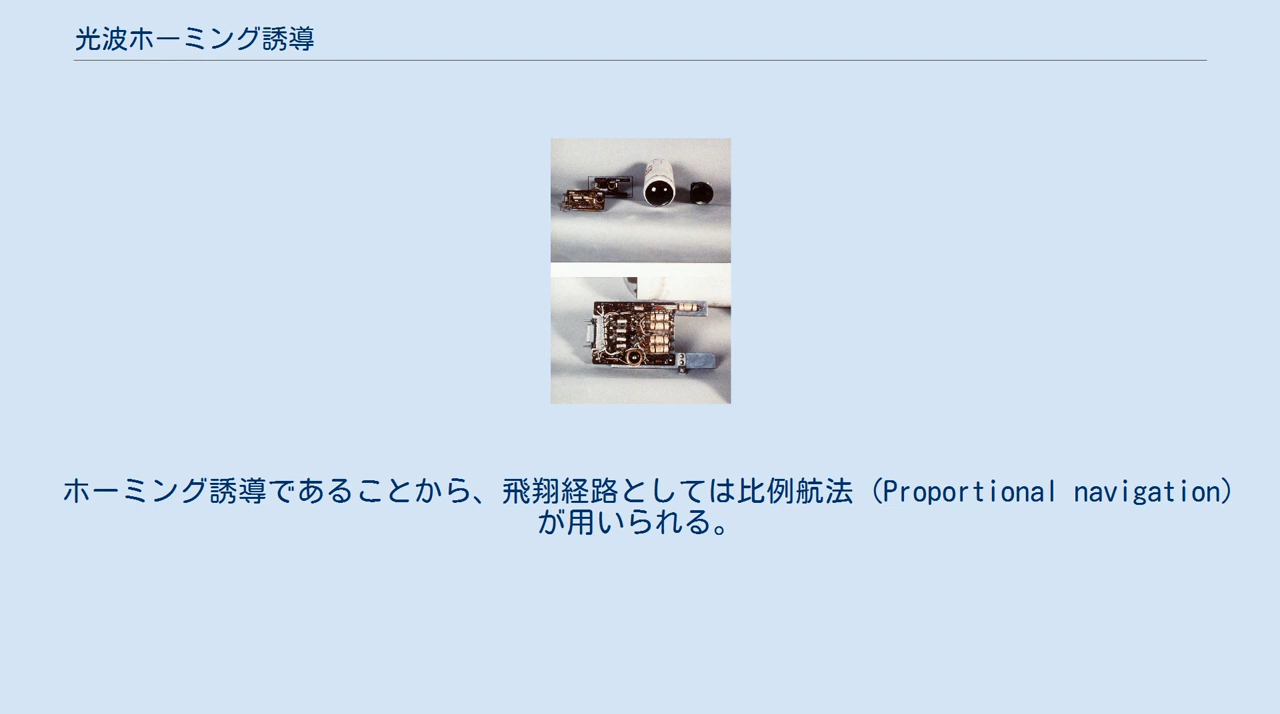 光波ホーミング誘導
ホーミング誘導であることから、飛翔経路としては比例航法（Proportional navigation）
が用いられる。